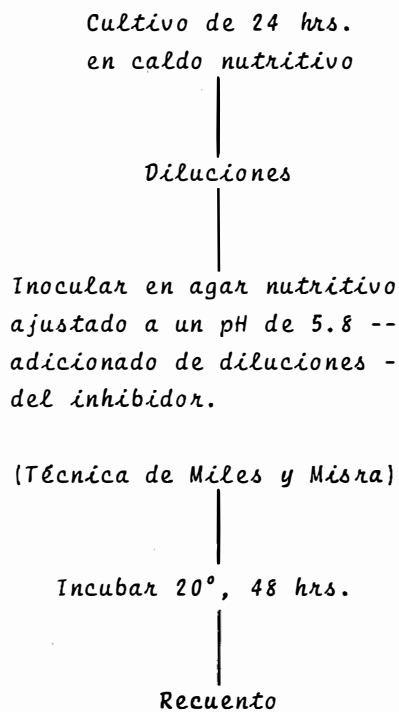 Cultivo de 24 hrs.
en caldo nutritivo
Diluciones
Inocular en agar nutritivo
ajustado a un pH de 5.8 --
adicionado de diluciones -
del inhibidor.
(Técnica de Miles y Misra)
Incubar 20°, 48 hrs.
Recuento